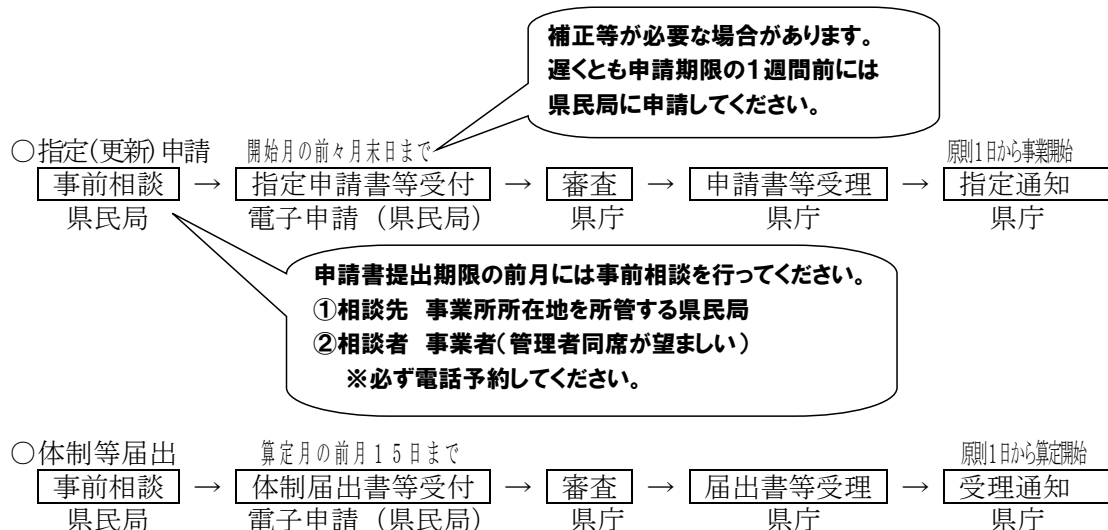 補正等が必要な場合があります。
遅くとも申請期限の1週間前には
県民局に申請してください。
○指定(更新)申請 開始月の前々月末日まで 原則1日から事業開始
事前相談 → 指定申請書等受付 → 審査 → 申請書等受理 → 指定通知
県民局 電子申請(県民局) 県庁 県庁 県庁
申請書提出期限の前月には事前相談を行ってください。
①相談先 事業所所在地を所管する県民局
②相談者 事業者(管理者同席が望ましい)
※必ず電話予約してください。
○体制等届出 算定月の前月15日まで 原則1日から算定開始
事前相談 → 体制届出書等受付 → 審査 → 届出書等受理 → 受理通知
県民局 電子申請(県民局) 県庁 県庁 県庁